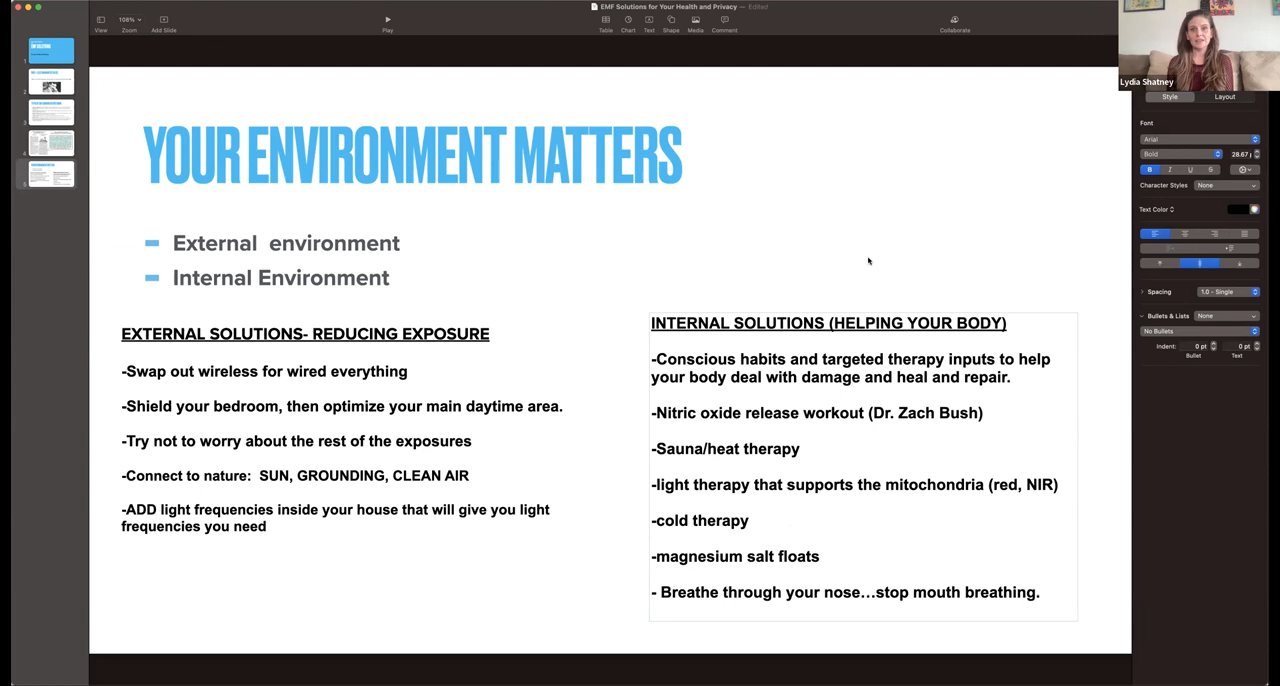 EMF Solutions for Your Health and Privacy — Edited
108%
View
Zoom
Add Slide
Play
Table
Chart
Text
Shape
Media
Comment
Collaborate
Lydia Shatney
1
2
3
4
5
YOUR ENVIRONMENT MATTERS
External environment
Internal Environment
EXTERNAL SOLUTIONS- REDUCING EXPOSURE
-Swap out wireless for wired everything
-Shield your bedroom, then optimize your main daytime area.
-Try not to worry about the rest of the exposures
-Connect to nature: SUN, GROUNDING, CLEAN AIR
-ADD light frequencies inside your house that will give you light
frequencies you need
INTERNAL SOLUTIONS (HELPING YOUR BODY)
-Conscious habits and targeted therapy inputs to help
your body deal with damage and heal and repair.
-Nitric oxide release workout (Dr. Zach Bush)
-Sauna/heat therapy
-light therapy that supports the mitochondria (red, NIR)
-cold therapy
-magnesium salt floats
- Breathe through your nose…stop mouth breathing.
Style
Layout
Font
Arial
Bold
28.67
B I U S
Character Styles
None
Text Color
Spacing
1.0 - Single
Bullets & Lists
None
No Bullets
Indent:
0 pt
0 pt
Bullet
Text